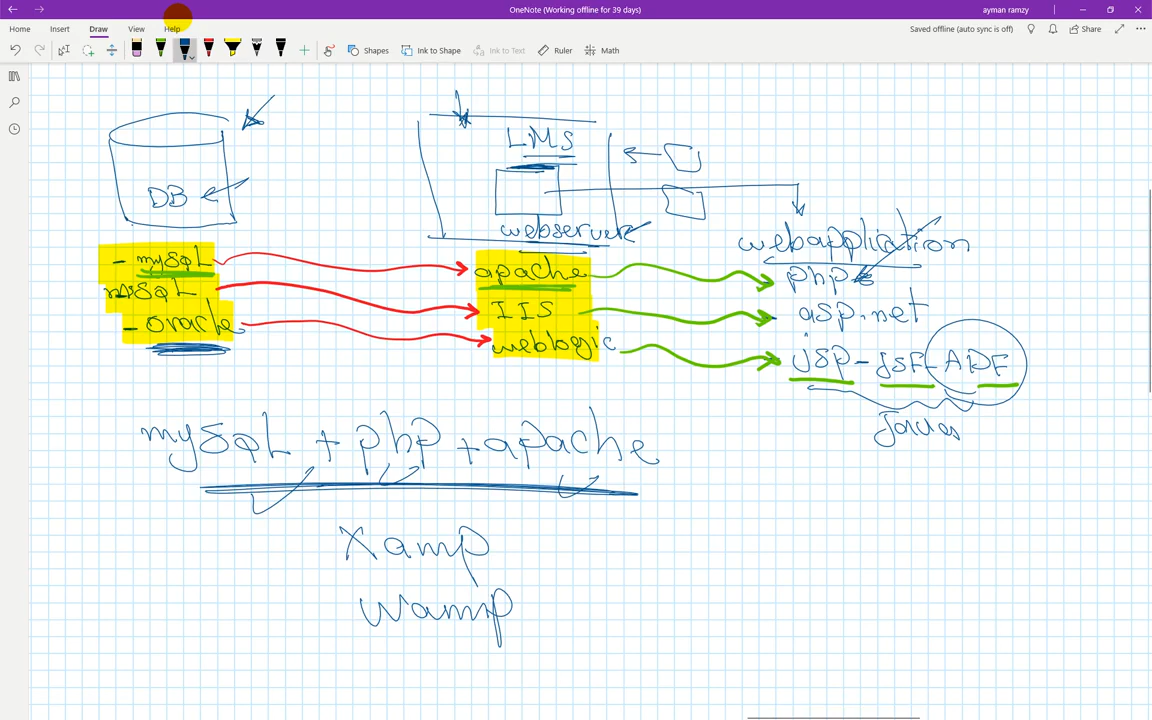 OneNote (Working offline for 39 days)
ayman ramzy
Home Insert Draw View Help
Saved offline (auto sync is off)
Share
Shapes
Ink to Shape
Ink to Text
Ruler
Math
LMS
DB
webserver
webapplication
- mySQL
apache
php
mSSQL
IIS
asp.net
- oracle
weblogic
jsp - jsf - ADF
mySQL + php + apache
Xamp
wamp